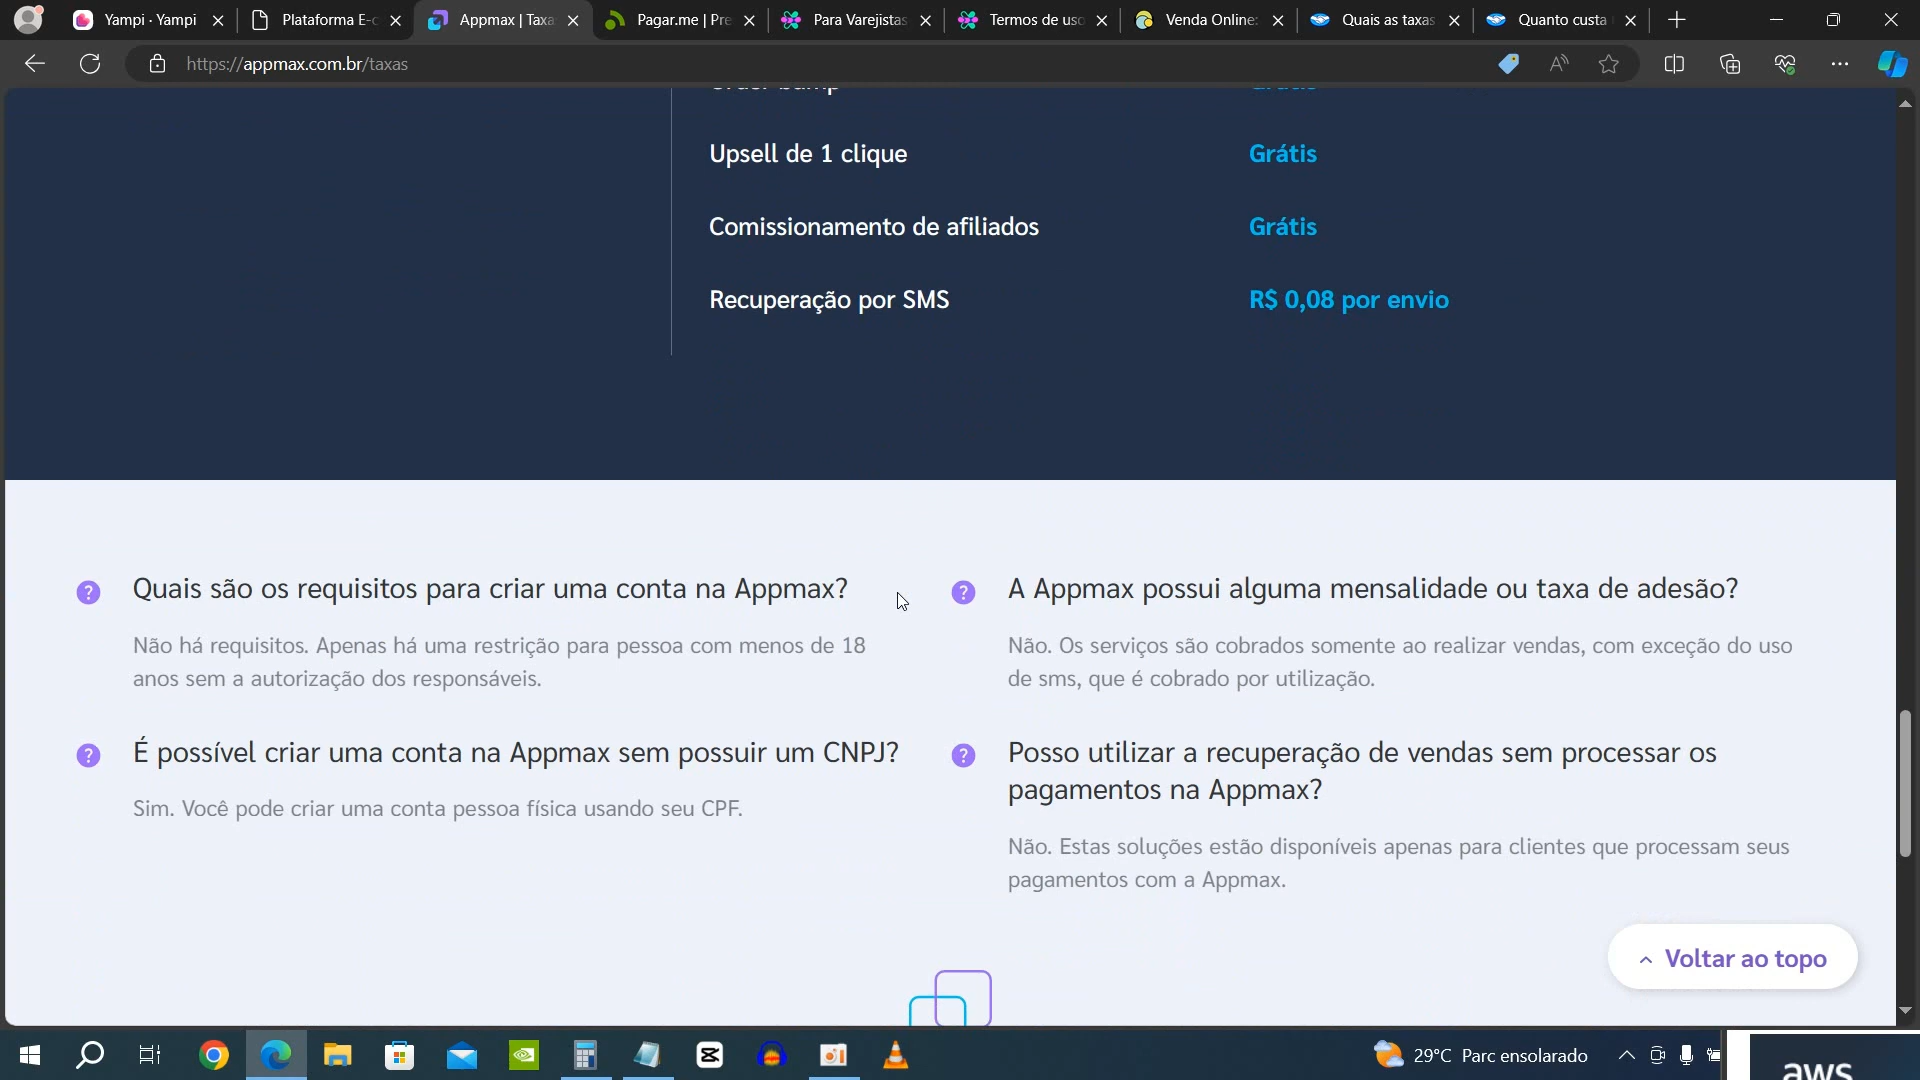 Yampi · Yampi
Plataforma E-c
Appmax | Taxa
Pagar.me | Pre
Para Varejistas
Termos de uso
Venda Online:
Quais as taxas
Quanto custa
https://appmax.com.br/taxas
Order bump Grátis
Upsell de 1 clique Grátis
Comissionamento de afiliados Grátis
Recuperação por SMS R$ 0,08 por envio
Quais são os requisitos para criar uma conta na Appmax?
Não há requisitos. Apenas há uma restrição para pessoa com menos de 18
anos sem a autorização dos responsáveis.
É possível criar uma conta na Appmax sem possuir um CNPJ?
Sim. Você pode criar uma conta pessoa física usando seu CPF.
A Appmax possui alguma mensalidade ou taxa de adesão?
Não. Os serviços são cobrados somente ao realizar vendas, com exceção do uso
de sms, que é cobrado por utilização.
Posso utilizar a recuperação de vendas sem processar os
pagamentos na Appmax?
Não. Estas soluções estão disponíveis apenas para clientes que processam seus
pagamentos com a Appmax.
Voltar ao topo
29°C Parc ensolarado
aws